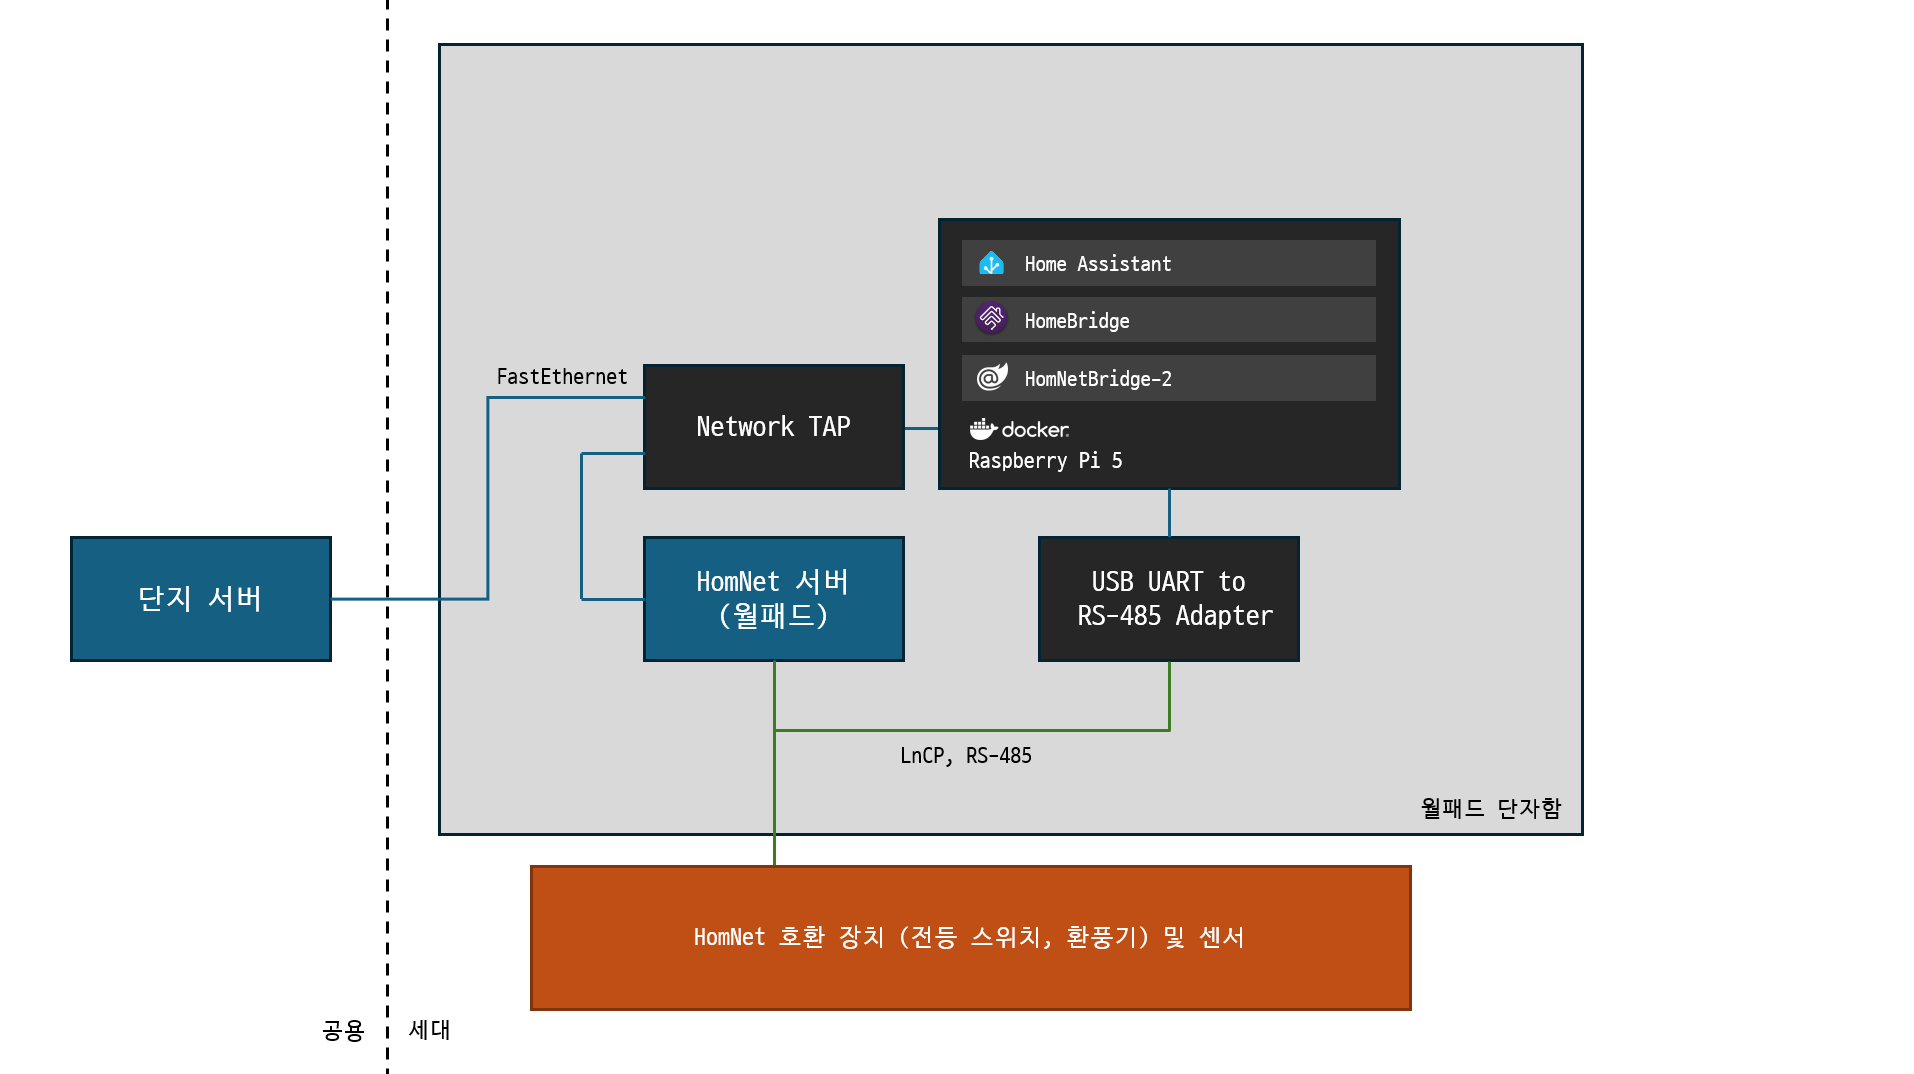 Home Assistant
HomeBridge
HomNetBridge-2
docker
Raspberry Pi 5
FastEthernet
Network TAP
단지 서버
HomNet 서버
(월패드)
USB UART to
RS-485 Adapter
LnCP, RS-485
월패드 단자함
HomNet 호환 장치 (전등 스위치, 환풍기) 및 센서
공용
세대